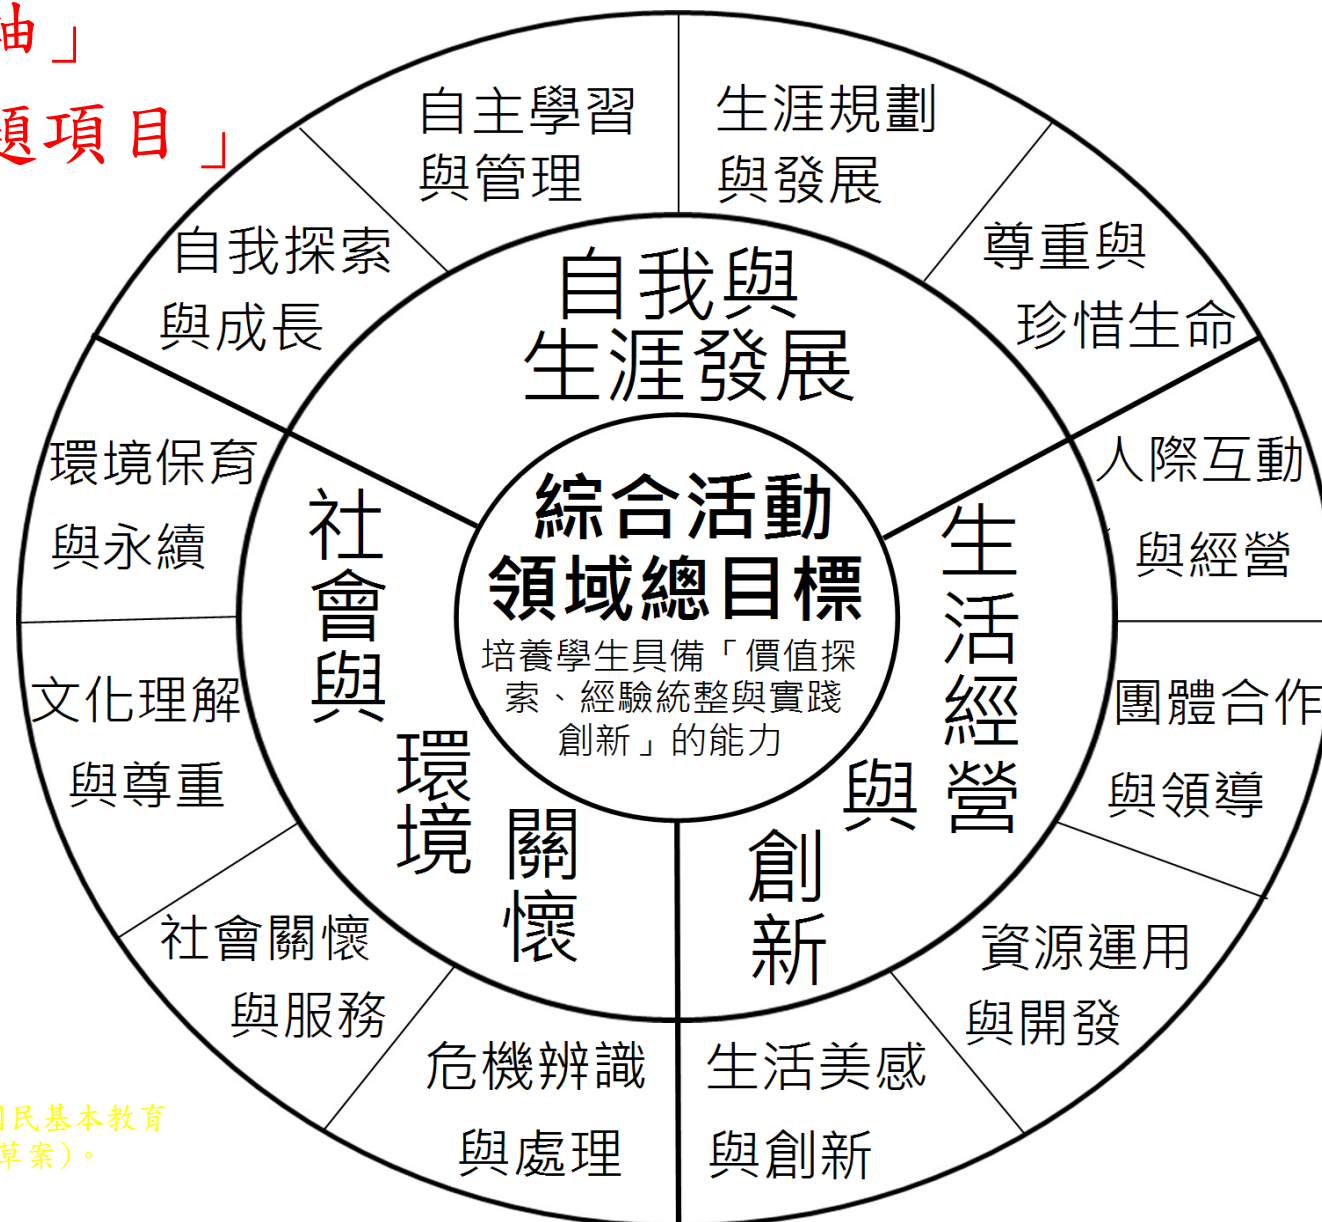 軸」
題項目」
自主學習
與管理
生涯規劃
與發展
自我探索
與成長
尊重與
珍惜生命
自我與
生涯發展
環境保育
與永續
人際互動
與經營
綜合活動
領域總目標
培養學生具備「價值探
索、經驗統整與實踐
創新」的能力
社會與
環境
關懷
生活經營
與
創新
文化理解
與尊重
團體合作
與領導
社會關懷
與服務
資源運用
與開發
危機辨識
與處理
生活美感
與創新
國民基本教育
草案)。